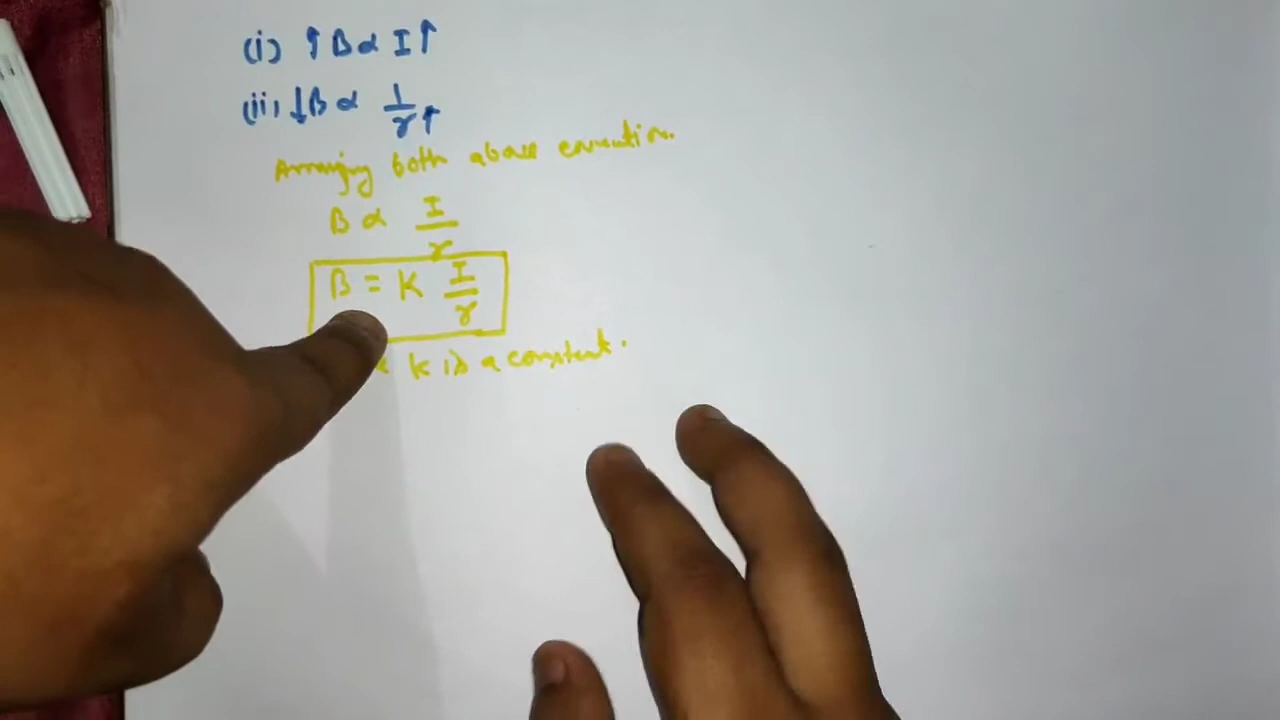 (i) ↑ B ∝ I ↑
(ii) ↓ B ∝ 1/r ↑
Arranging both above equation.
B ∝ I/r
B = K I/r
K is a constant.